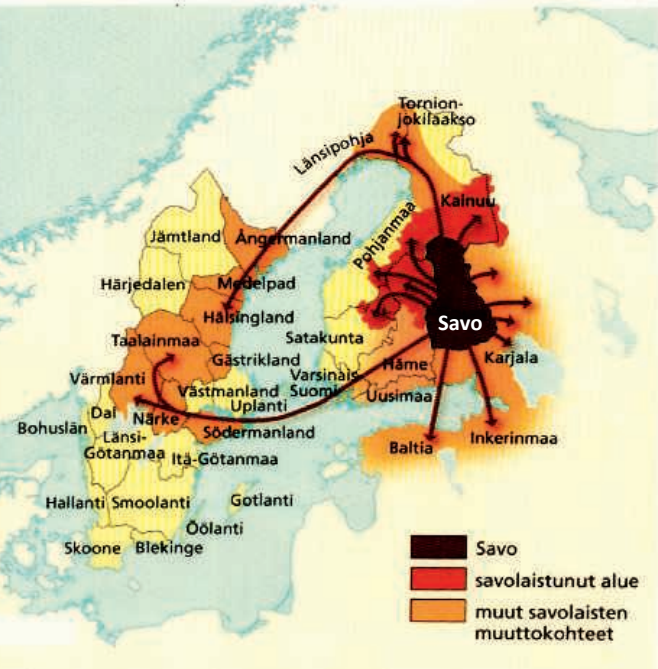 Tornion-
jokilaakso
Länsipohja
Kainuu
Pohjanmaa
Jämtland
Ångermanland
Härjedalen
Medelpad
Hälsingland
Savo
Taalainmaa
Satakunta
Karjala
Gästrikland
Häme
Värmlanti
Varsinais
Suomi
Västmanland
Uusimaa
Uplanti
Dal
Närke
Bohuslän
Södermanland
Länsi-
Götanmaa
Inkerinmaa
Baltia
Itä-Götanmaa
Hallanti
Smoolanti
Gotlanti
Öölanti
Skoone
Blekinge
Savo
savolaistunut alue
muut savolaisten
muuttokohteet